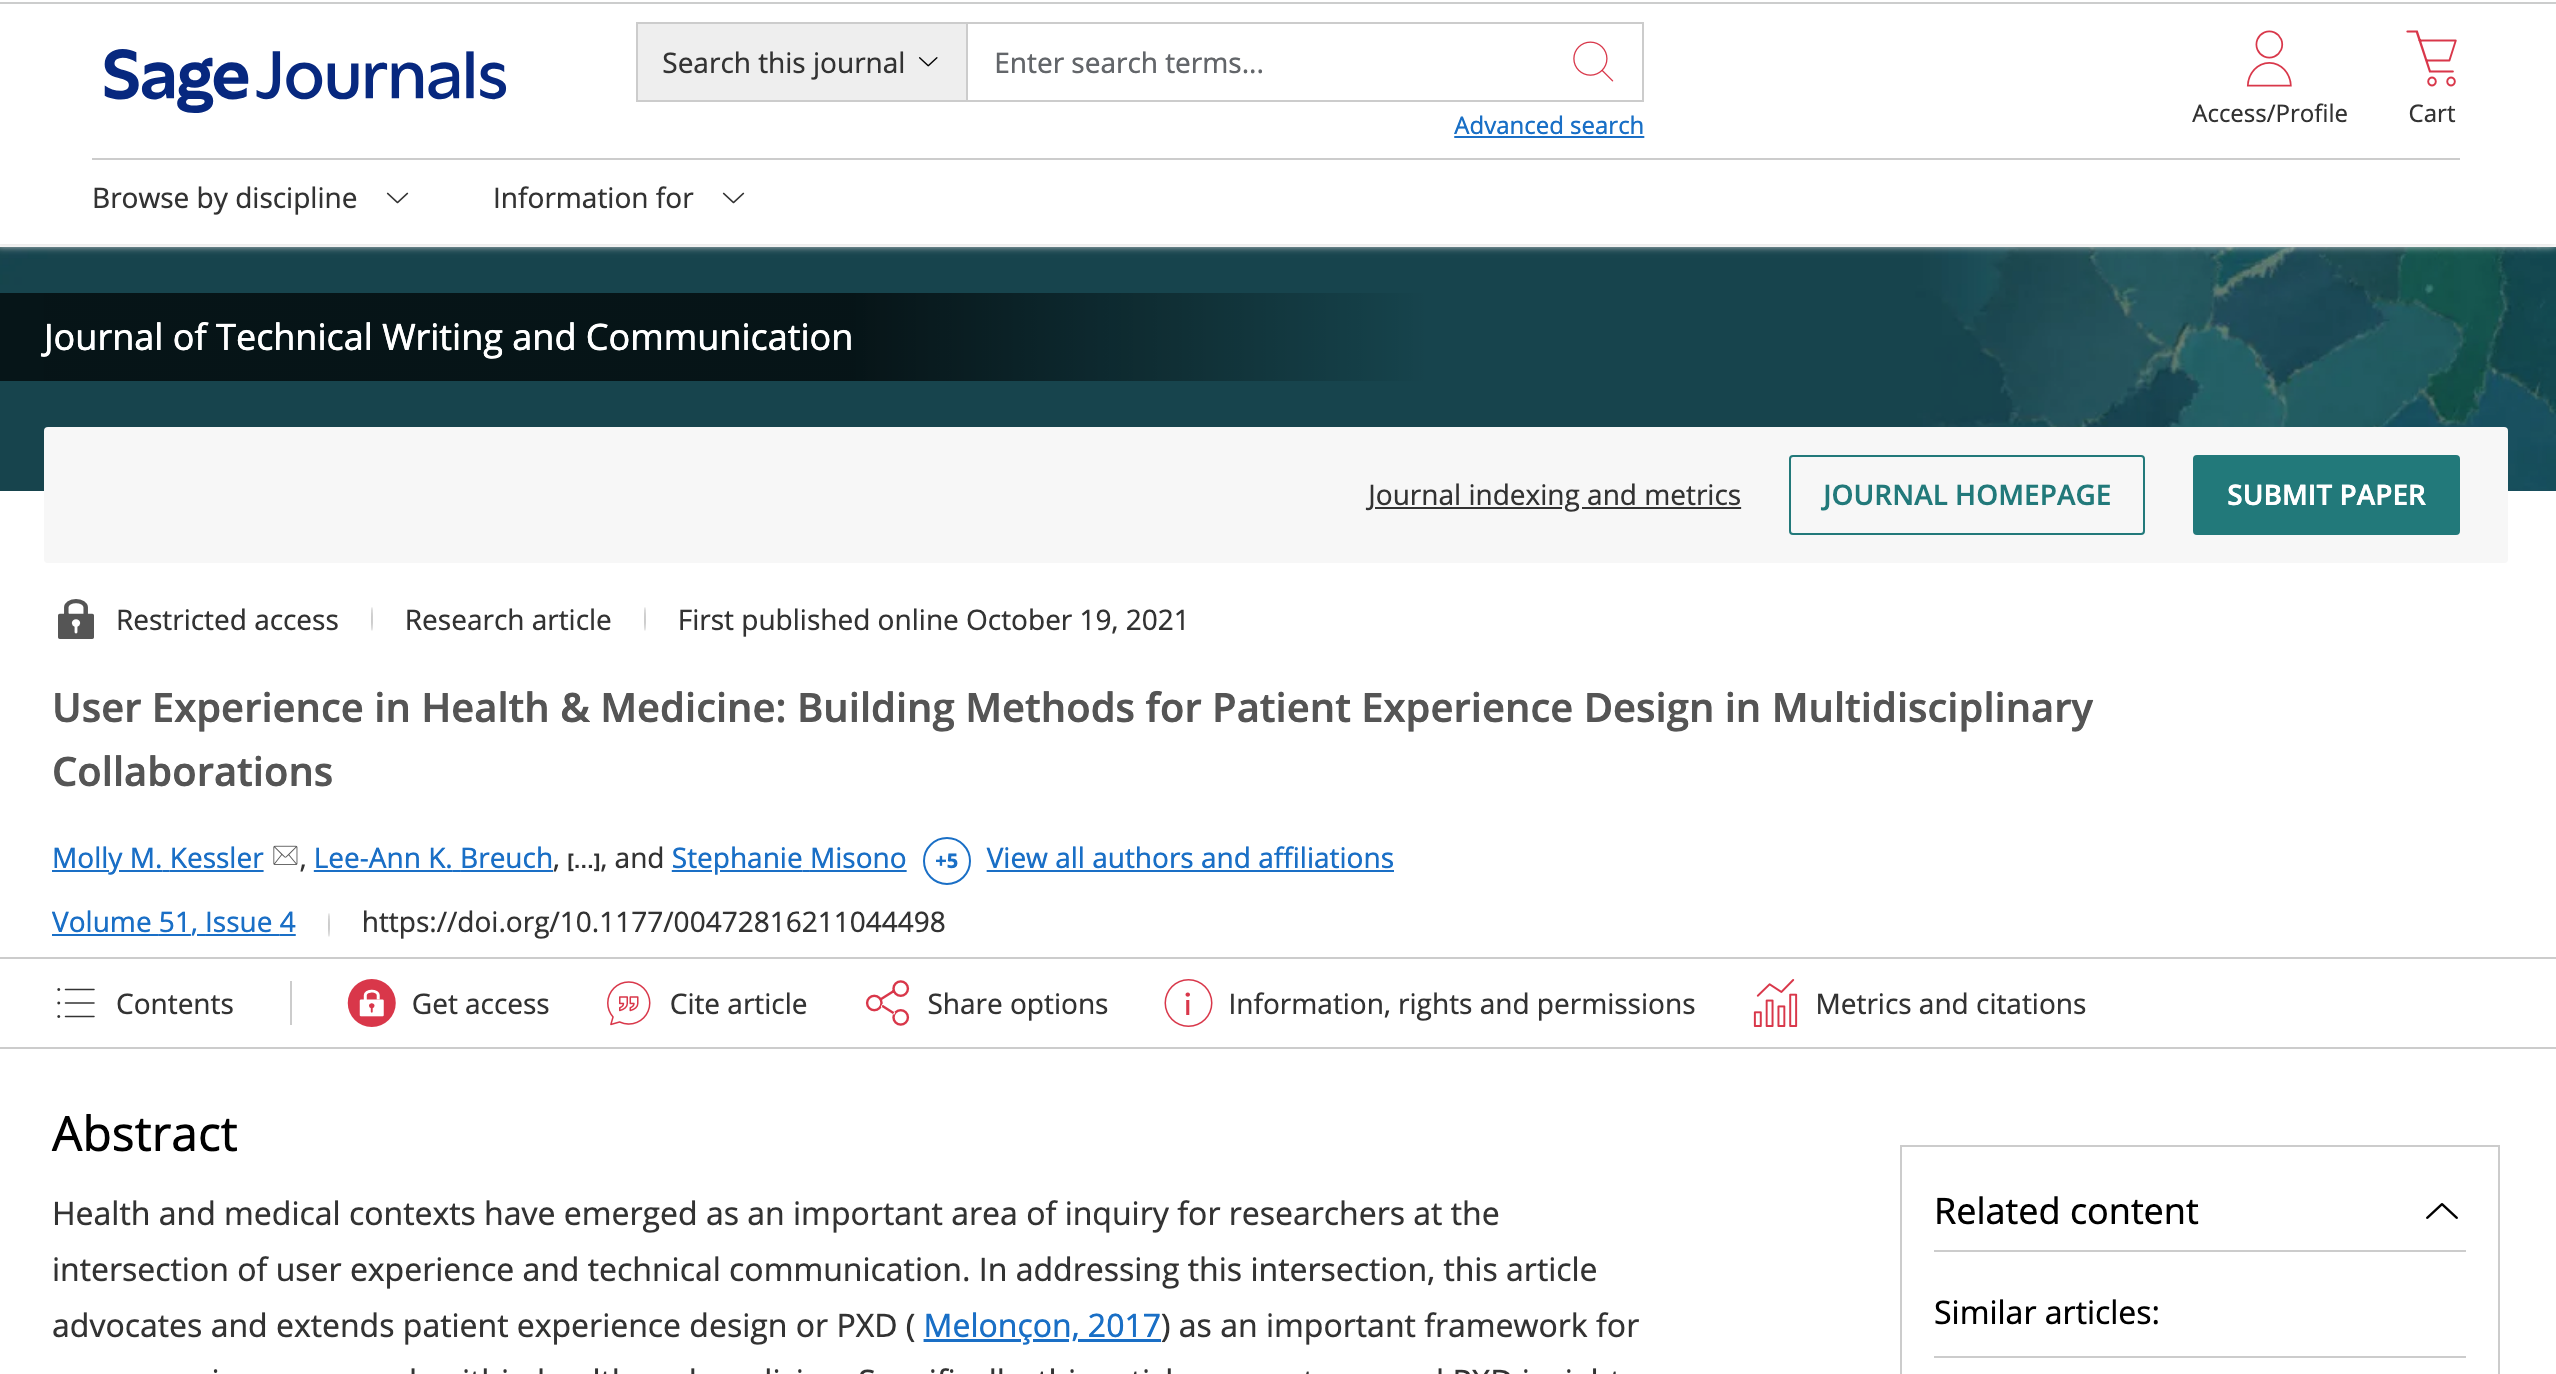 Sage Journals
Search this journal
Enter search terms...
Advanced search
Access/Profile
Cart
Browse by discipline
Information for
Journal of Technical Writing and Communication
Journal indexing and metrics
JOURNAL HOMEPAGE
SUBMIT PAPER
Restricted access
Research article
First published online October 19, 2021
User Experience in Health & Medicine: Building Methods for Patient Experience Design in Multidisciplinary
Collaborations
Molly M. Kessler, Lee-Ann K. Breuch, [...], and Stephanie Misono +5 View all authors and affiliations
Volume 51, Issue 4
https://doi.org/10.1177/00472816211044498
Contents
Get access
Cite article
Share options
Information, rights and permissions
Metrics and citations
Abstract
Health and medical contexts have emerged as an important area of inquiry for researchers at the
intersection of user experience and technical communication. In addressing this intersection, this article
advocates and extends patient experience design or PXD ( Melonçon, 2017) as an important framework for
Related content
Similar articles: